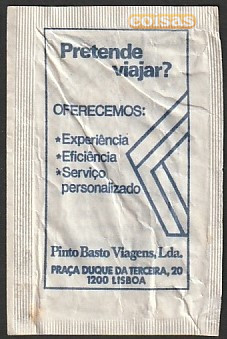 coisas
Pretende
viajar?
OFERECEMOS:
*Experiência
*Eficiência
*Serviço
personalizado
Pinto Basto Viagens, Lda.
PRAÇA DUQUE DA TERCEIRA, 20
1200 LISBOA